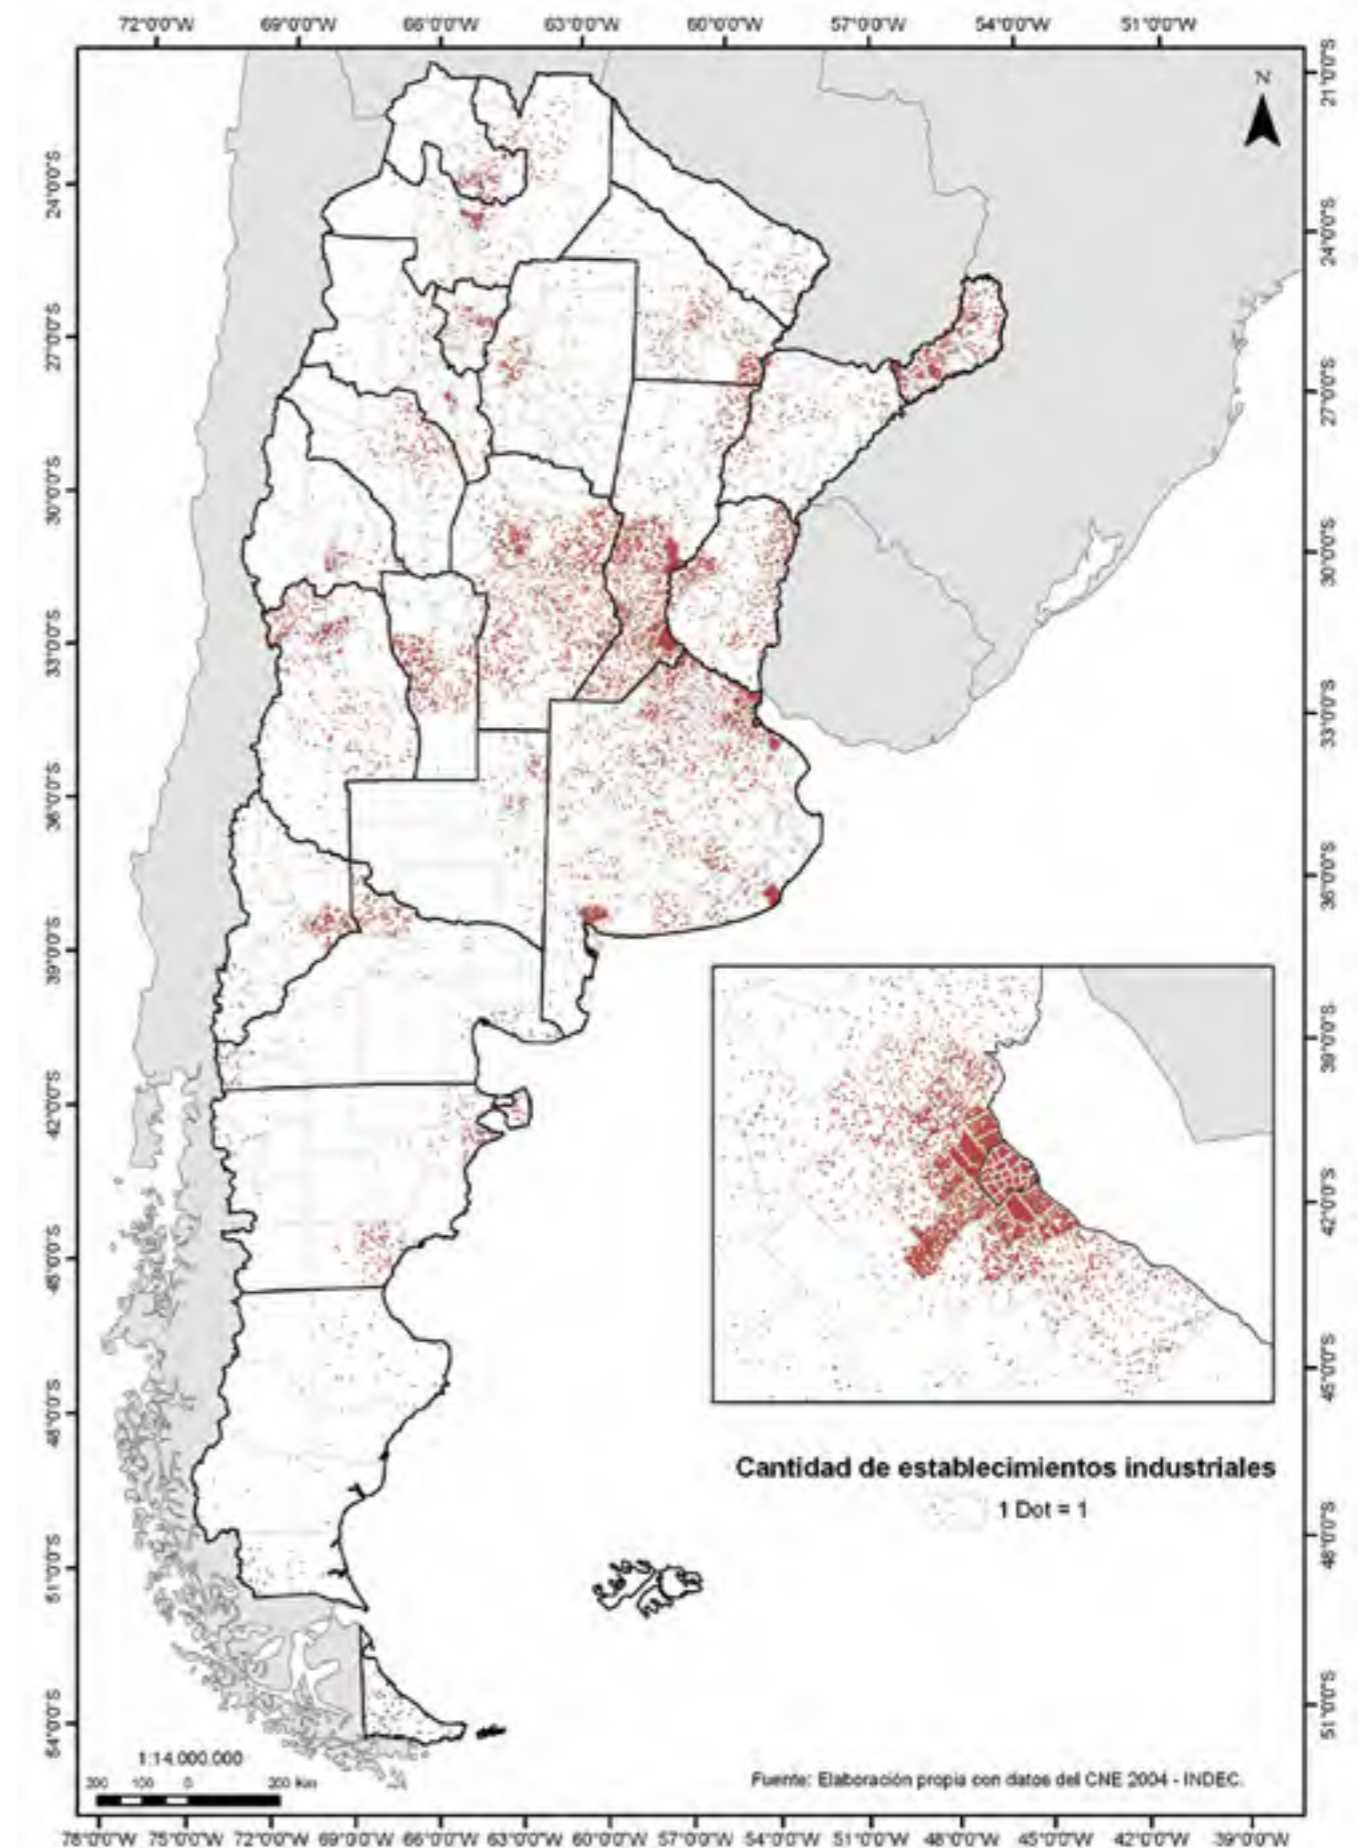 72°0'0"W 69°0'0"W 66°0'0"W 63°0'0"W 60°0'0"W 57°0'0"W 54°0'0"W 51°0'0"W
21°0'0"S
24°0'0"S
27°0'0"S
30°0'0"S
33°0'0"S
36°0'0"S
39°0'0"S
42°0'0"S
45°0'0"S
48°0'0"S
51°0'0"S
24°0'0"S
27°0'0"S
30°0'0"S
33°0'0"S
36°0'0"S
39°0'0"S
42°0'0"S
45°0'0"S
48°0'0"S
51°0'0"S
54°0'0"S
N
Cantidad de establecimientos industriales
1 Dot = 1
1:14.000.000
200 100 0 200 Km
Fuente: Elaboración propia con datos del CNE 2004 - INDEC.
78°0'0"W 75°0'0"W 72°0'0"W 69°0'0"W 66°0'0"W 63°0'0"W 60°0'0"W 57°0'0"W 54°0'0"W 51°0'0"W 48°0'0"W 45°0'0"W 42°0'0"W 39°0'0"W